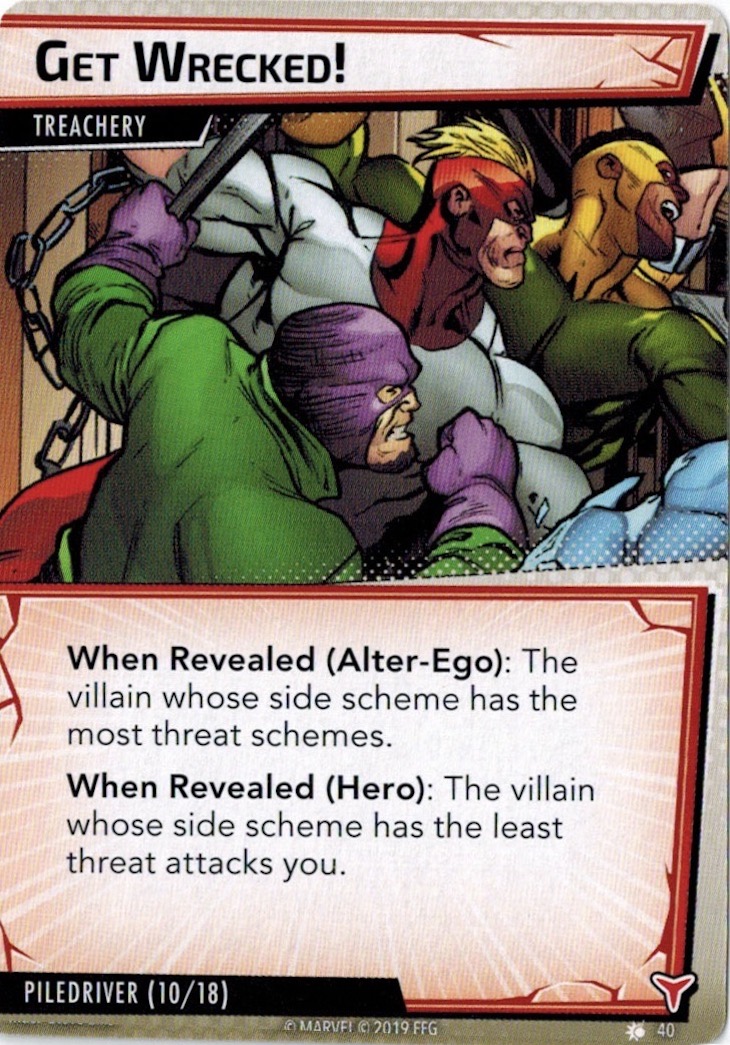 GET WRECKED!
TREACHERY
When Revealed (Alter-Ego): The
villain whose side scheme has the
most threat schemes.
When Revealed (Hero): The villain
whose side scheme has the least
threat attacks you.
PILEDRIVER (10/18)
© MARVEL © 2019 FFG
40